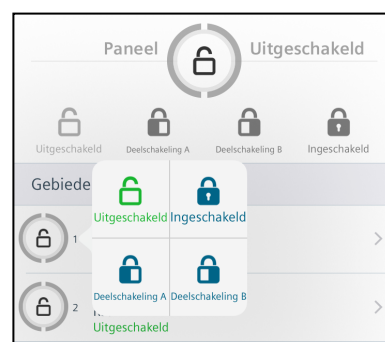 Paneel Uitgeschakeld
Uitgeschakeld Deelschakeling A Deelschakeling B Ingeschakeld
Gebiede
Uitgeschakeld Ingeschakeld
1
Deelschakeling A Deelschakeling B
2
Uitgeschakeld